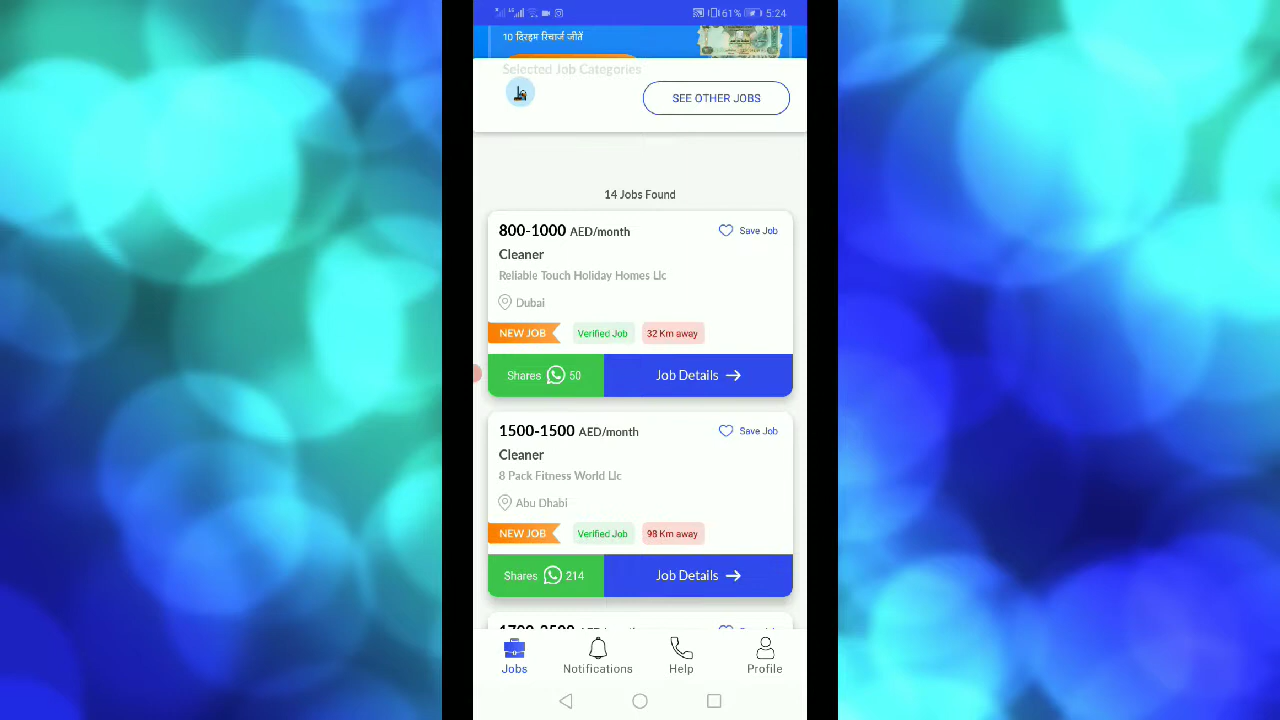 61% 5:24
10 दिरहम रिचार्ज जीतें
Selected Job Categories
SEE OTHER JOBS
14 Jobs Found
800-1000 AED/month
Save Job
Cleaner
Reliable Touch Holiday Homes Llc
Dubai
NEW JOB Verified Job 32 Km away
Shares 50 Job Details →
1500-1500 AED/month
Save Job
Cleaner
8 Pack Fitness World Llc
Abu Dhabi
NEW JOB Verified Job 98 Km away
Shares 214 Job Details →
Jobs Notifications Help Profile